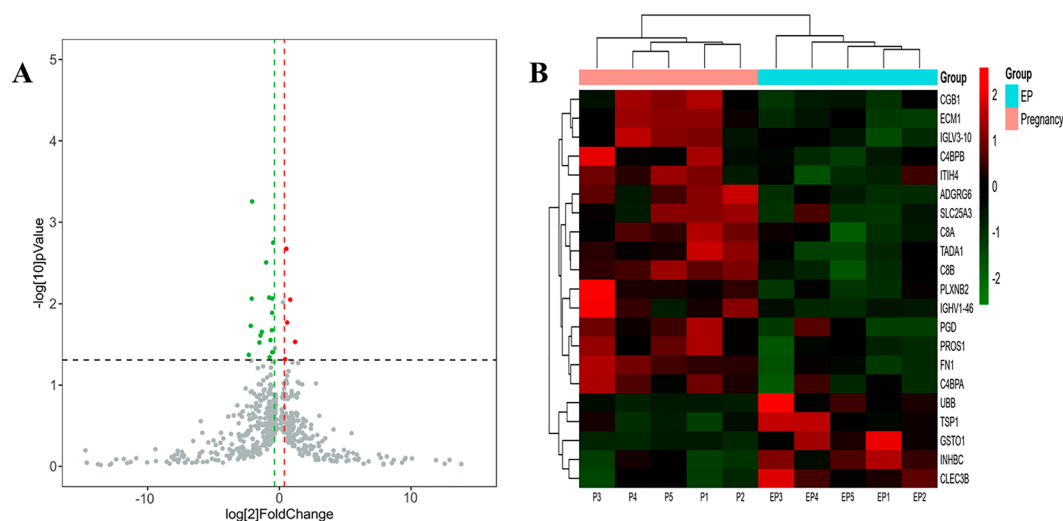 A
5
4
3
2
1
0
-log[10]pValue
-10
0
10
log[2]FoldChange
B
Group
CGB1
ECM1
IGLV3-10
C4BPB
ITIH4
ADGRG6
SLC25A3
C8A
TADA1
C8B
PLXNB2
IGHV1-46
PGD
PROS1
FN1
C4BPA
UBB
TSP1
GSTO1
INHBC
CLEC3B
P3 P4 P5 P1 P2 EP3 EP4 EP5 EP1 EP2
2
1
0
-1
-2
Group
EP
Pregnancy